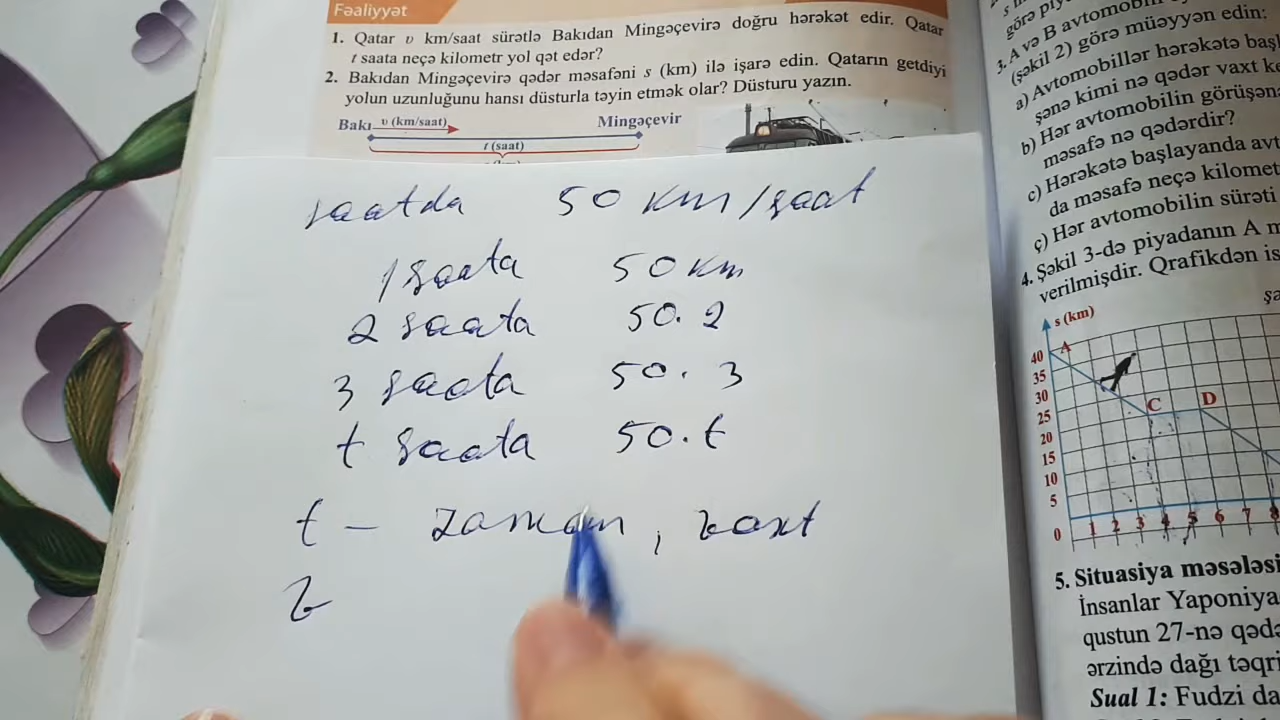 Fəaliyyət
1. Qatar υ km/saat sürətlə Bakıdan Mingəçevirə doğru hərəkət edir. Qatar
t saata neçə kilometr yol qət edər?
2. Bakıdan Mingəçevirə qədər məsafəni s (km) ilə işarə edin. Qatarın getdiyi
yolun uzunluğunu hansı düsturla təyin etmək olar? Düsturu yazın.
Bakı υ (km/saat) Mingəçevir
t (saat)
saatda 50 km/saat
1 saata 50 km
2 saata 50.2
3 saata 50.3
t saata 50.t
t – zaman, vaxt
görə
3. A və B avtomobil
(şəkil 2) görə müəyyən edin:
a) Avtomobillər hərəkətə baş
şənə kimi nə qədər vaxt ke
b) Hər avtomobilin görüşən
məsafə nə qədərdir?
c) Hərəkətə başlayanda avt
da məsafə neçə kilomet
ç) Hər avtomobilin sürəti
4. Şəkil 3-də piyadanın A m
verilmişdir. Qrafikdən is
şə
s (km)
40 A
35
30
25 C D
20
15
10
5
0 1 2 3 4 5 6 7 8
5. Situasiya məsələsi
İnsanlar Yaponiya
qustun 27-nə qədə
ərzində dağı təqri
Sual 1: Fudzi da